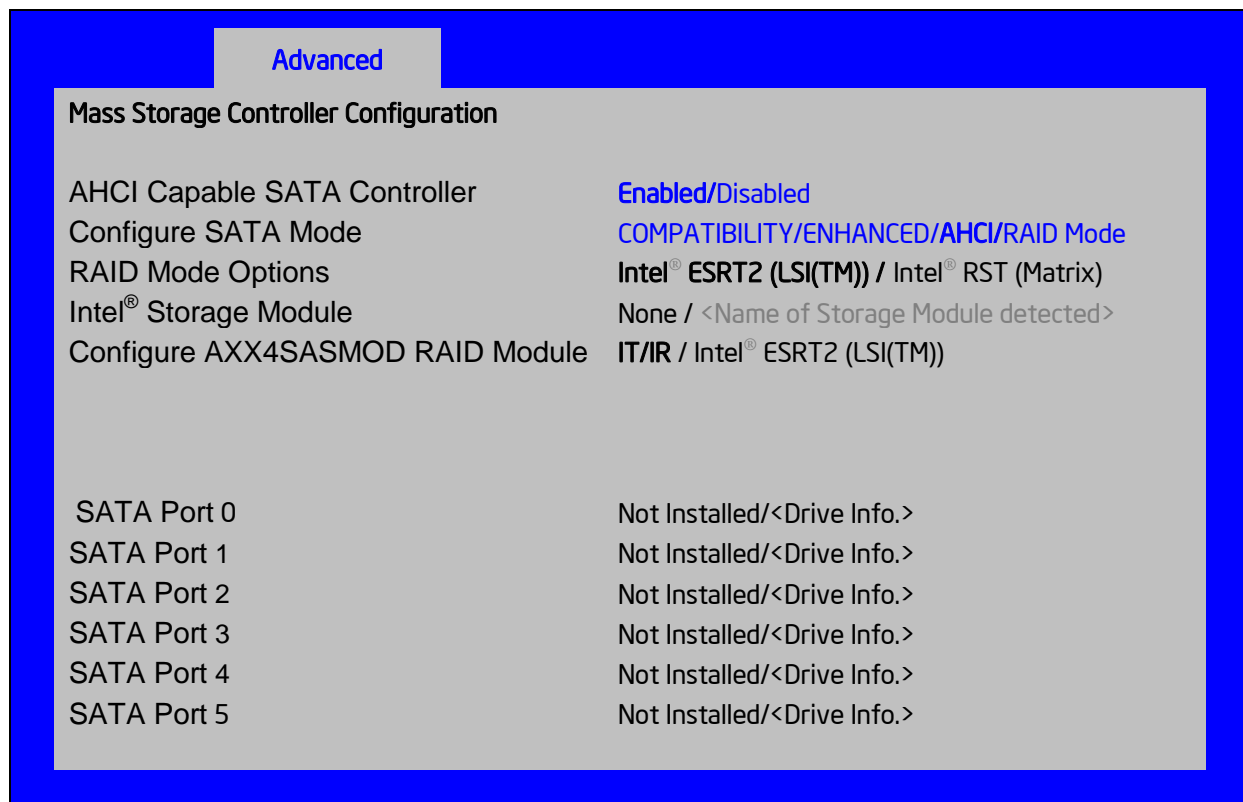 Advanced
Mass Storage Controller Configuration
AHCI Capable SATA Controller Enabled/Disabled
Configure SATA Mode COMPATIBILITY/ENHANCED/AHCI/RAID Mode
RAID Mode Options Intel® ESRT2 (LSI(TM)) / Intel® RST (Matrix)
Intel® Storage Module None / <Name of Storage Module detected>
Configure AXX4SASMOD RAID Module IT/IR / Intel® ESRT2 (LSI(TM))
SATA Port 0 Not Installed/<Drive Info.>
SATA Port 1 Not Installed/<Drive Info.>
SATA Port 2 Not Installed/<Drive Info.>
SATA Port 3 Not Installed/<Drive Info.>
SATA Port 4 Not Installed/<Drive Info.>
SATA Port 5 Not Installed/<Drive Info.>